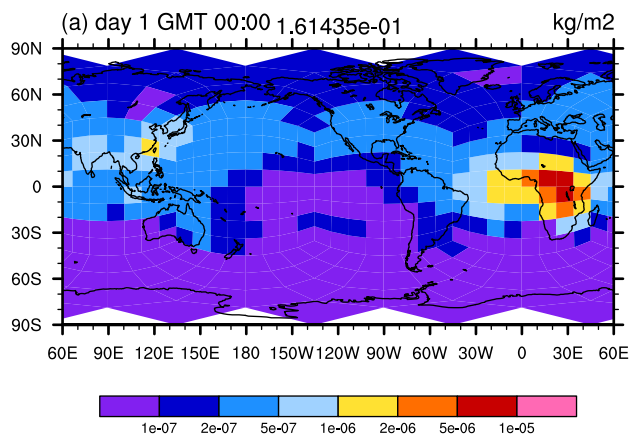 (a) day 1 GMT 00:00 1.61435e-01 kg/m2
90N
60N
30N
0
30S
60S
90S
60E 90E 120E 150E 180 150W 120W 90W 60W 30W 0 30E 60E
1e-07 2e-07 5e-07 1e-06 2e-06 5e-06 1e-05